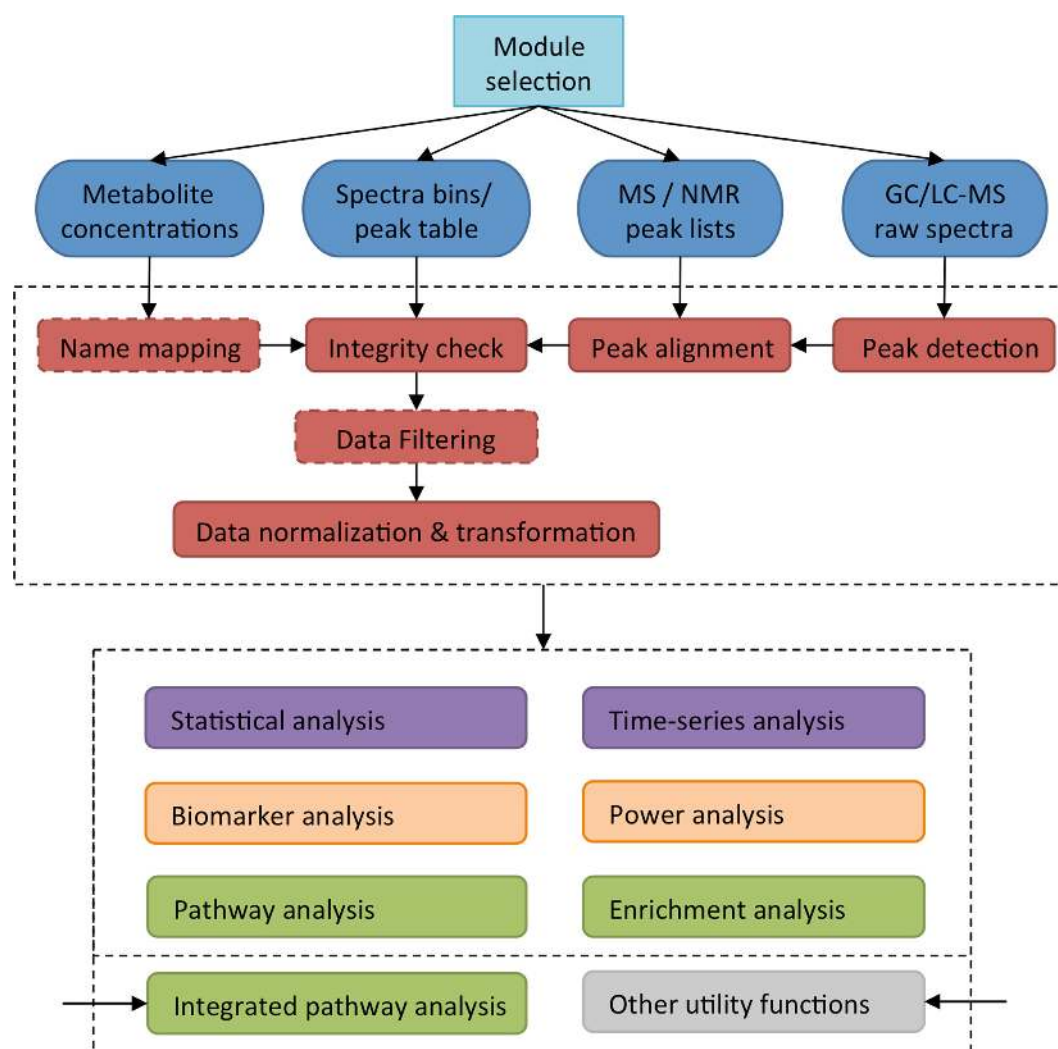 Module
selection
Metabolite
concentrations
Spectra bins/
peak table
MS / NMR
peak lists
GC/LC-MS
raw spectra
Name mapping
Integrity check
Peak alignment
Peak detection
Data Filtering
Data normalization & transformation
Statistical analysis
Time-series analysis
Biomarker analysis
Power analysis
Pathway analysis
Enrichment analysis
Integrated pathway analysis
Other utility functions